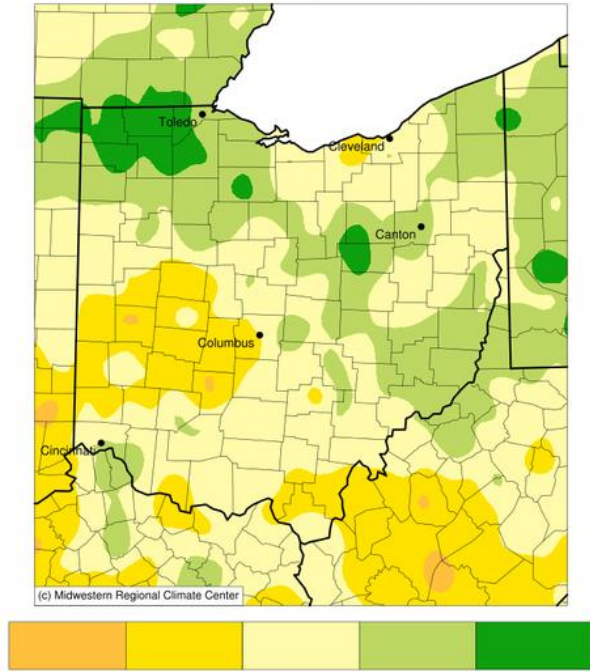 Toledo
Cleveland
Canton
Columbus
Cincinnati
(c) Midwestern Regional Climate Center